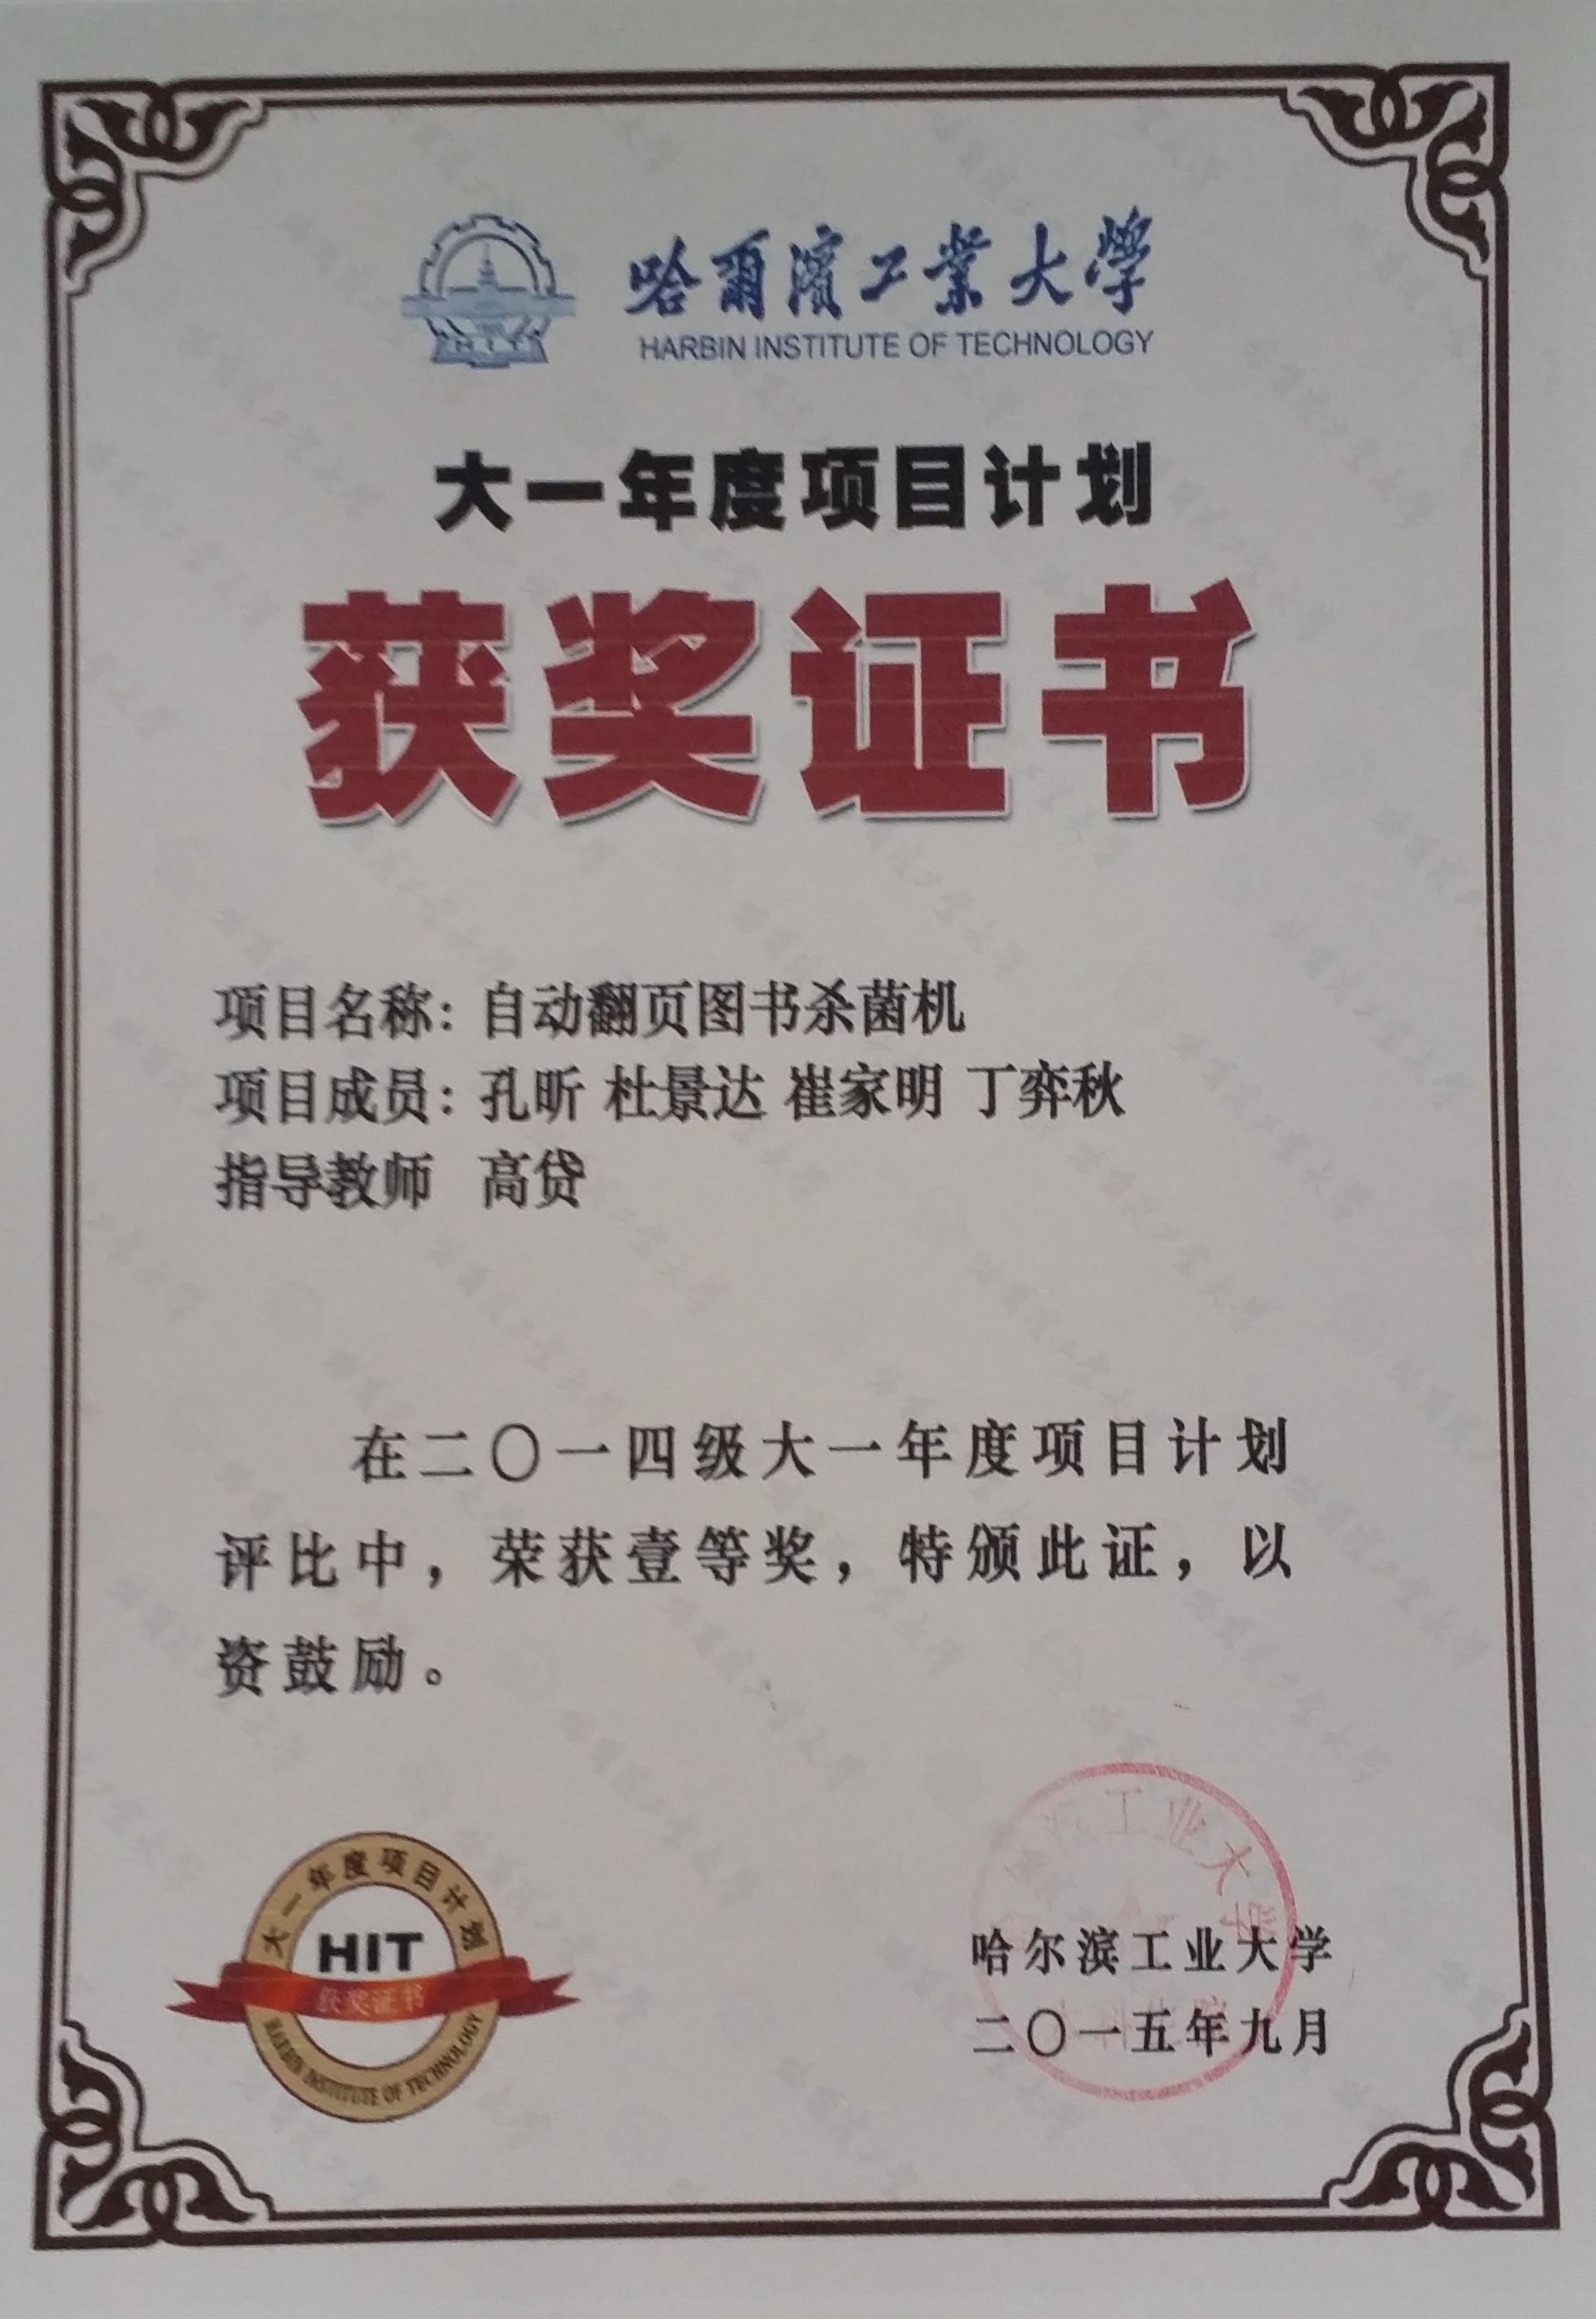 哈爾濱工業大學
HARBIN INSTITUTE OF TECHNOLOGY
大一年度项目计划
获奖证书
项目名称：自动翻页图书杀菌机
项目成员：孔昕 杜景达 崔家明 丁弈秋
指导教师 高贷
在二〇一四级大一年度项目计划
评比中，荣获壹等奖，特颁此证，以
资鼓励。
大一年度项目计划
HIT
获奖证书
HARBIN INSTITUTE OF TECHNOLOGY
滨工业大学
哈尔滨工业大学
二〇一五年九月